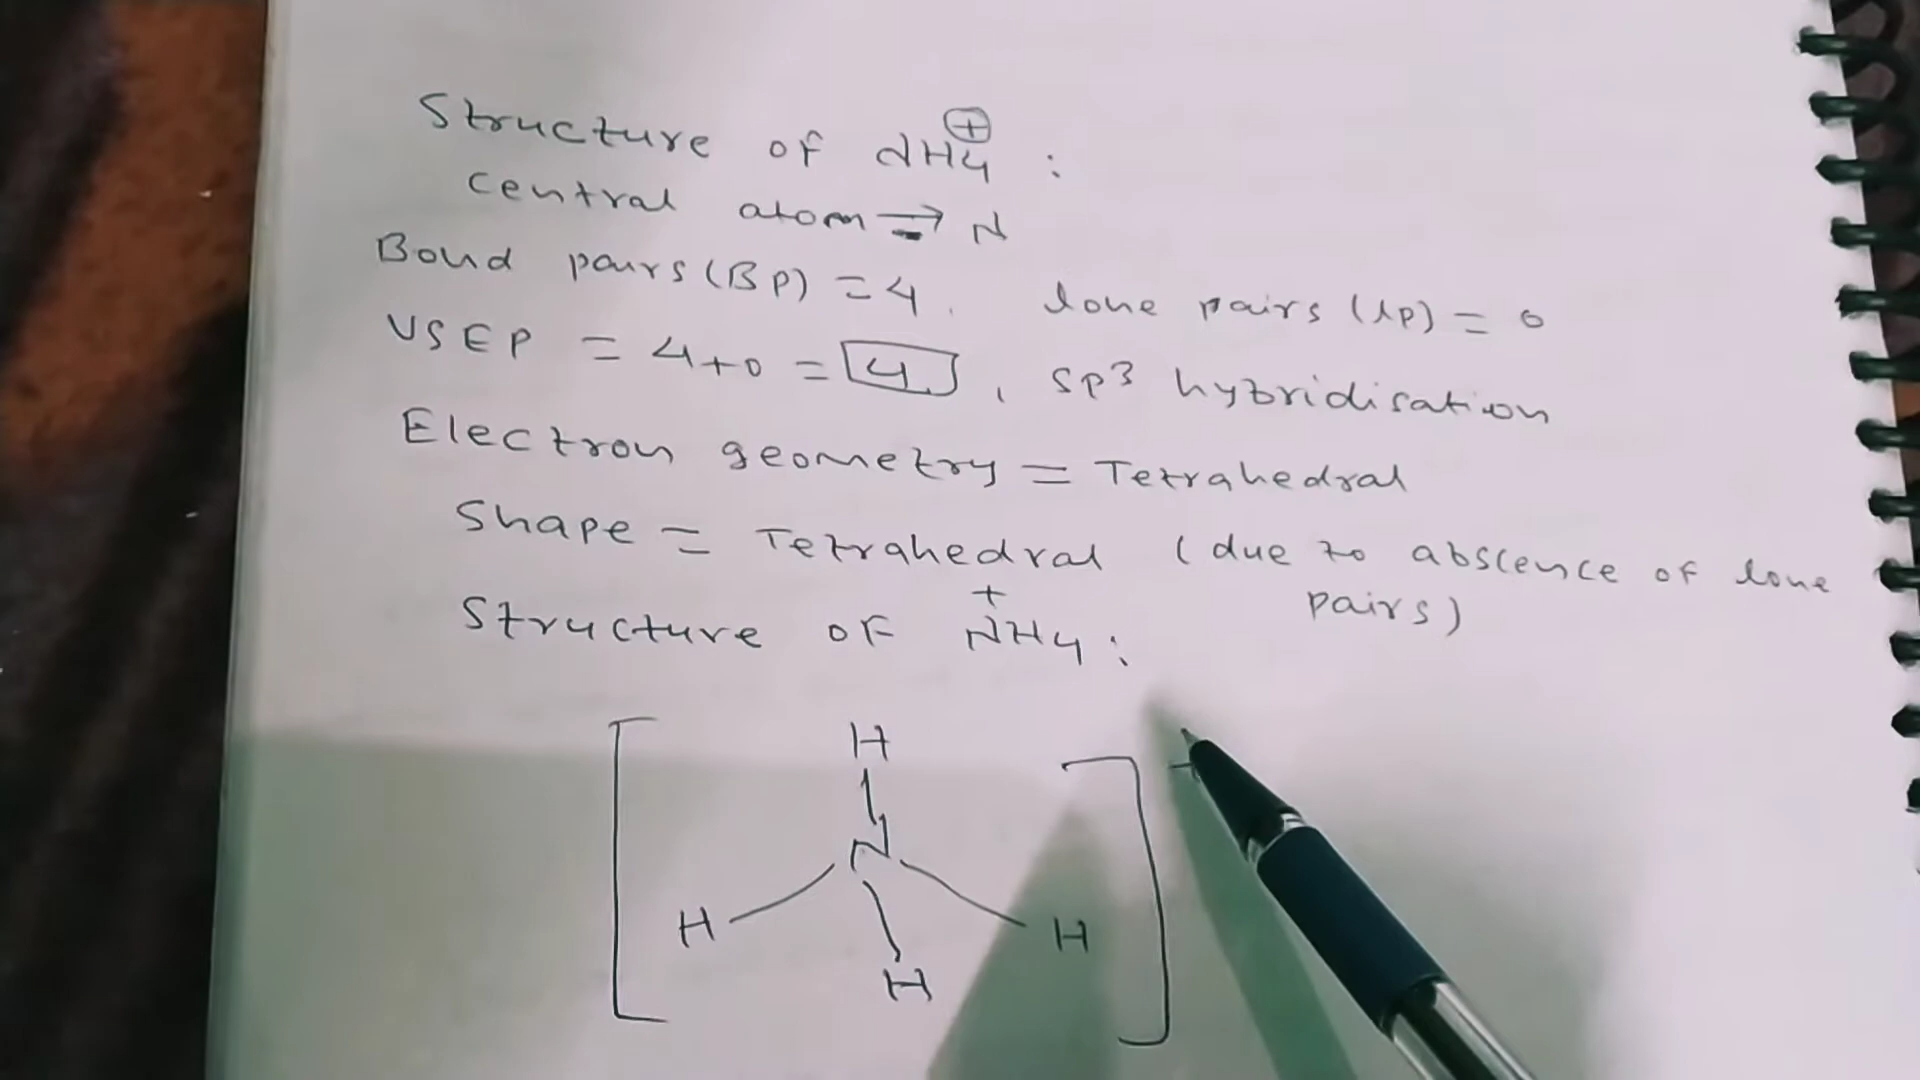 Structure of NH4⊕ :
Central atom → N
Bond pairs (BP) = 4, lone pairs (lp) = 0
VSEP = 4+0 = 4, sp³ hybridisation
Electron geometry = Tetrahedral
Shape = Tetrahedral (due to abscence of lone
pairs)
Structure of NH4⁺ :
[ H +
N
H H
H ]